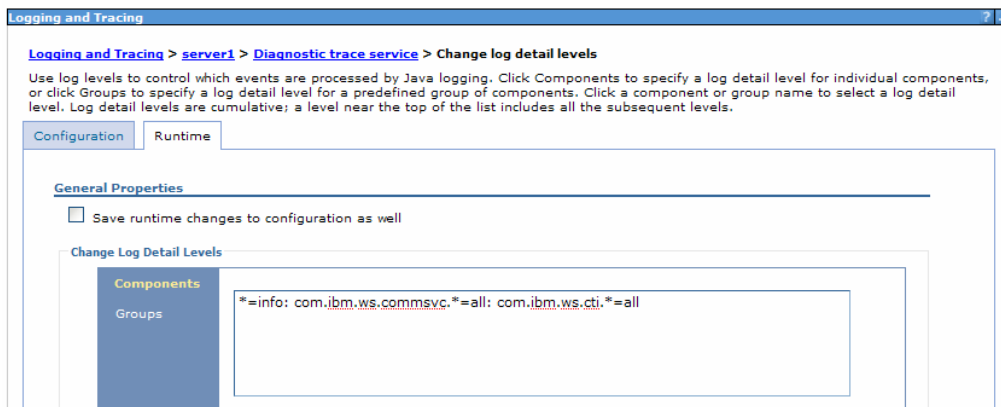 Logging and Tracing ?
Logging and Tracing > server1 > Diagnostic trace service > Change log detail levels
Use log levels to control which events are processed by Java logging. Click Components to specify a log detail level for individual components,
or click Groups to specify a log detail level for a predefined group of components. Click a component or group name to select a log detail
level. Log detail levels are cumulative; a level near the top of the list includes all the subsequent levels.
Configuration Runtime
General Properties
Save runtime changes to configuration as well
Change Log Detail Levels
Components
*=info: com.ibm.ws.commsvc.*=all: com.ibm.ws.cti.*=all
Groups